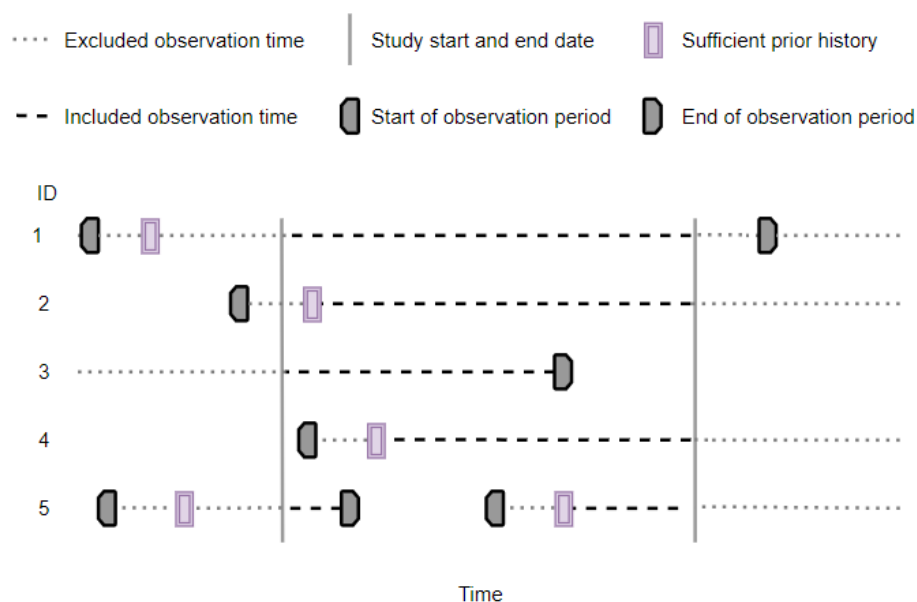 Excluded observation time
Study start and end date
Sufficient prior history
Included observation time
Start of observation period
End of observation period
ID
1
2
3
4
5
Time